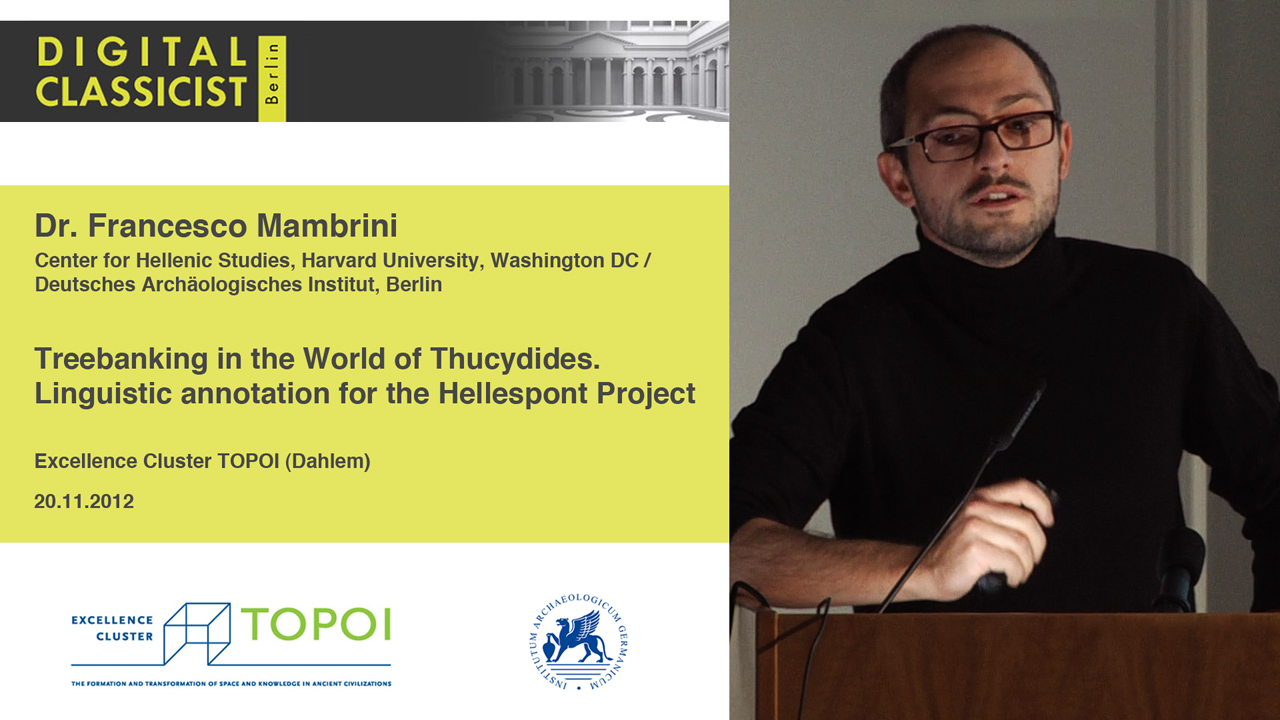 DIGITAL
CLASSICIST
Berlin
Dr. Francesco Mambrini
Center for Hellenic Studies, Harvard University, Washington DC /
Deutsches Archäologisches Institut, Berlin
Treebanking in the World of Thucydides.
Linguistic annotation for the Hellespont Project
Excellence Cluster TOPOI (Dahlem)
20.11.2012
EXCELLENCE
CLUSTER
TOPOI
THE FORMATION AND TRANSFORMATION OF SPACE AND KNOWLEDGE IN ANCIENT CIVILIZATIONS
INSTITUTUM ARCHAEOLOGICUM GERMANICUM